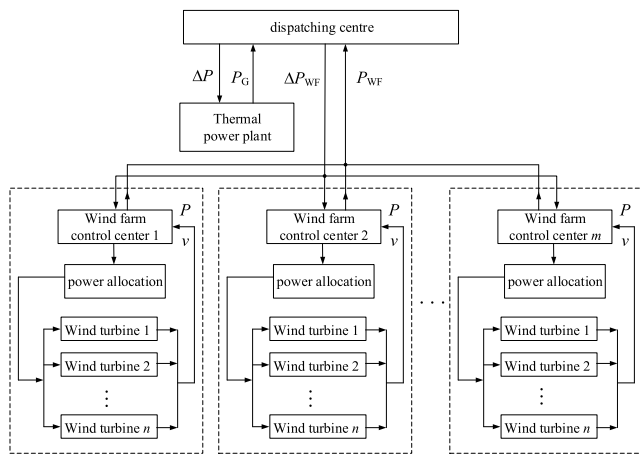 dispatching centre
ΔP
P_G
ΔP_WF
P_WF
Thermal
power plant
Wind farm
control center 1
P
v
power allocation
Wind turbine 1
Wind turbine 2
⋮
Wind turbine n
Wind farm
control center 2
P
v
power allocation
Wind turbine 1
Wind turbine 2
⋮
Wind turbine n
. . .
Wind farm
control center m
P
v
power allocation
Wind turbine 1
Wind turbine 2
⋮
Wind turbine n